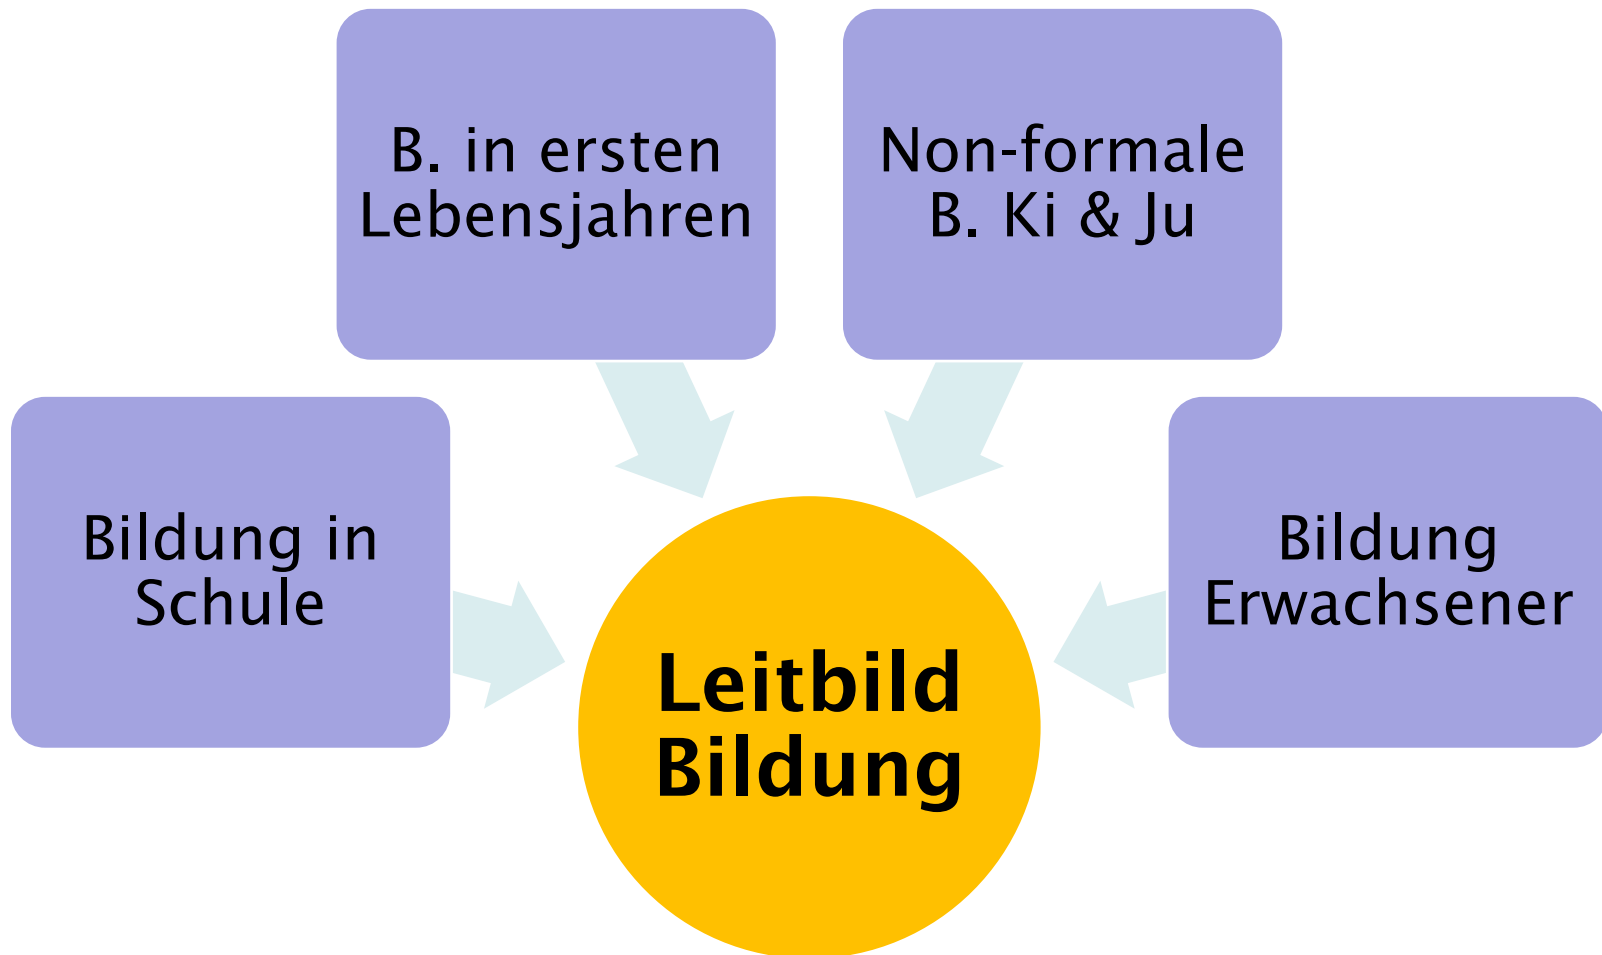 B. in ersten
Lebensjahren
Non-formale
B. Ki & Ju
Bildung in
Schule
Bildung
Erwachsener
Leitbild
Bildung